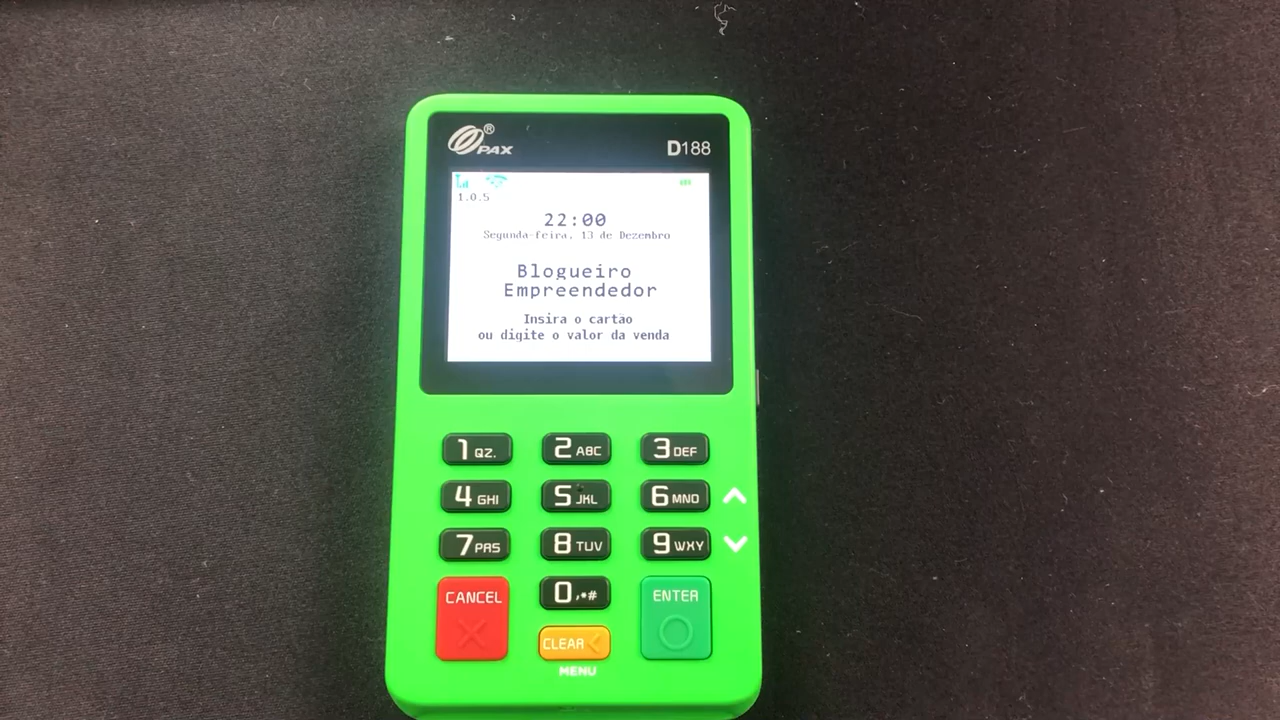 PAX®
D188
1.0.5
22:00
Segunda-feira, 13 de Dezembro
Blogueiro
Empreendedor
Insira o cartão
ou digite o valor da venda
1 QZ. 2 ABC 3 DEF
4 GHI 5 JKL 6 MNO
7 PRS 8 TUV 9 WXY
CANCEL 0 ,*# ENTER
CLEAR
MENU